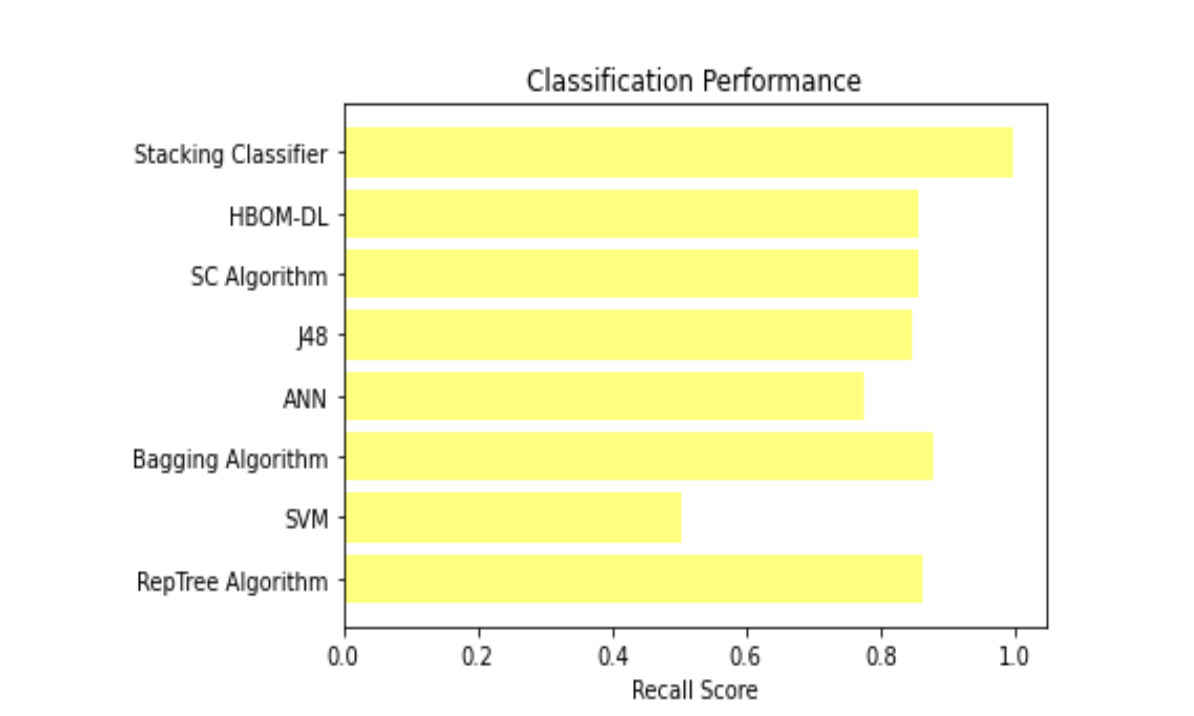 Classification Performance
Stacking Classifier
HBOM-DL
SC Algorithm
J48
ANN
Bagging Algorithm
SVM
RepTree Algorithm
0.0 0.2 0.4 0.6 0.8 1.0
Recall Score